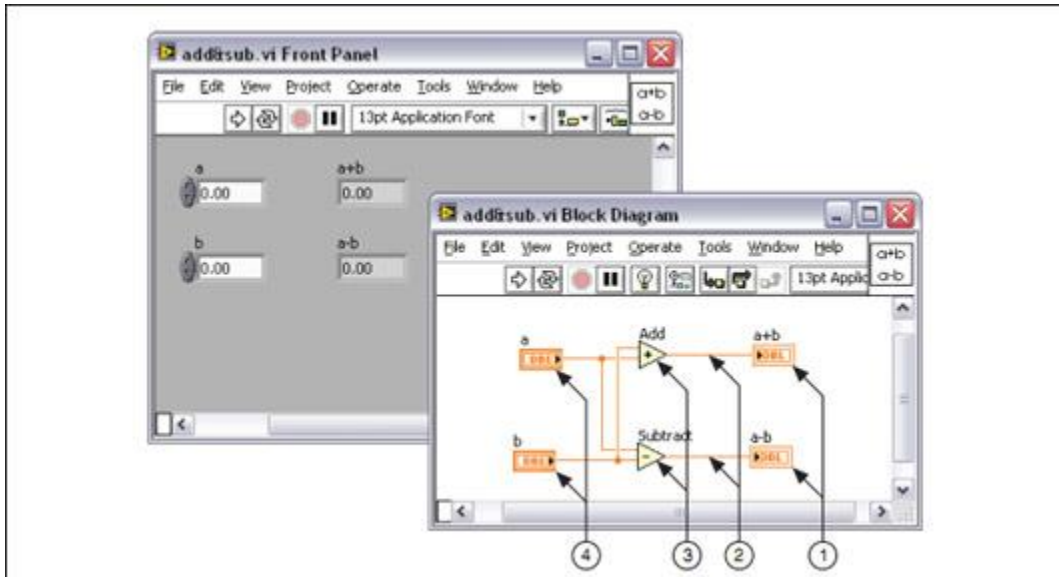 add&sub.vi Front Panel
File Edit View Project Operate Tools Window Help
a+b
a-b
13pt Application Font
a
0.00
a+b
0.00
b
0.00
a-b
0.00
add&sub.vi Block Diagram
File Edit View Project Operate Tools Window Help
a+b
a-b
13pt Applic
a
DBL
Add
+
a+b
DBL
b
DBL
Subtract
-
a-b
DBL
4
3
2
1